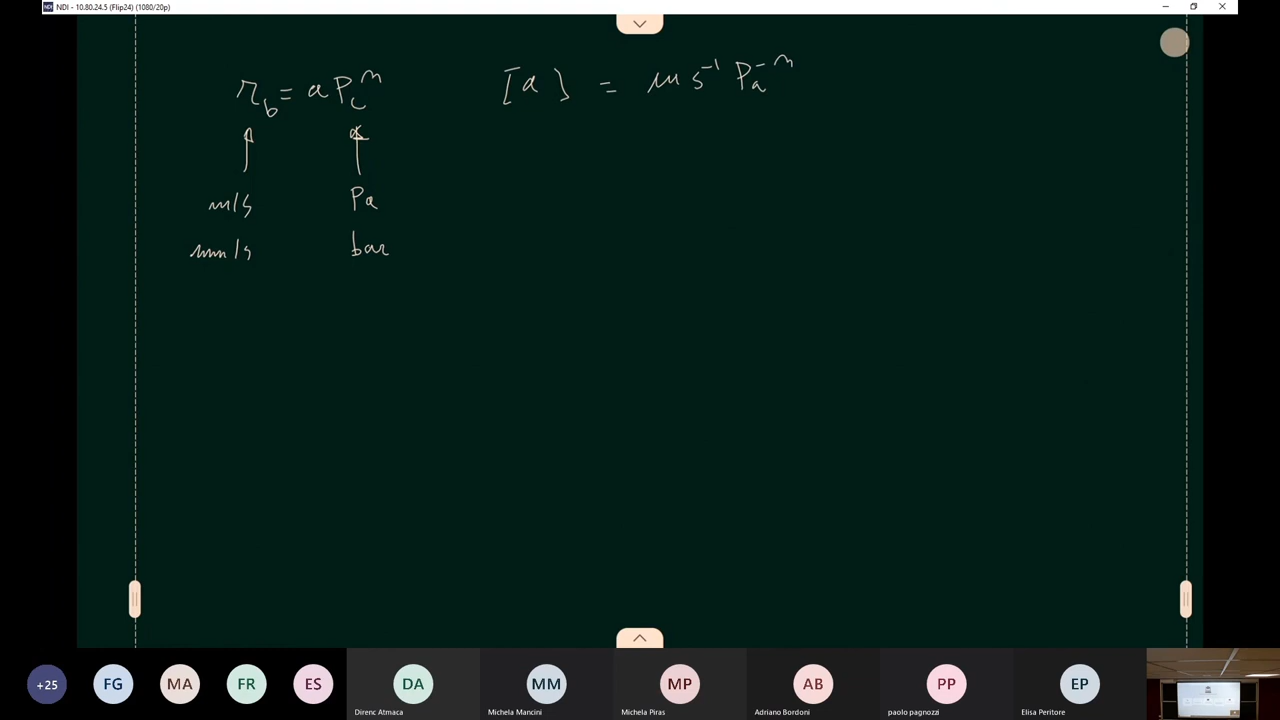 NDI - 10.80.24.5 (Flip24) (1080/20p)
r_b = a P_c^n [a] = m s^-1 Pa^-n
m/s Pa
mm/s bar
+25 FG MA FR ES DA MM MP AB PP EP
Direnc Atmaca Michela Mancini Michela Piras Adriano Bordoni paolo pagnozzi Elisa Peritore